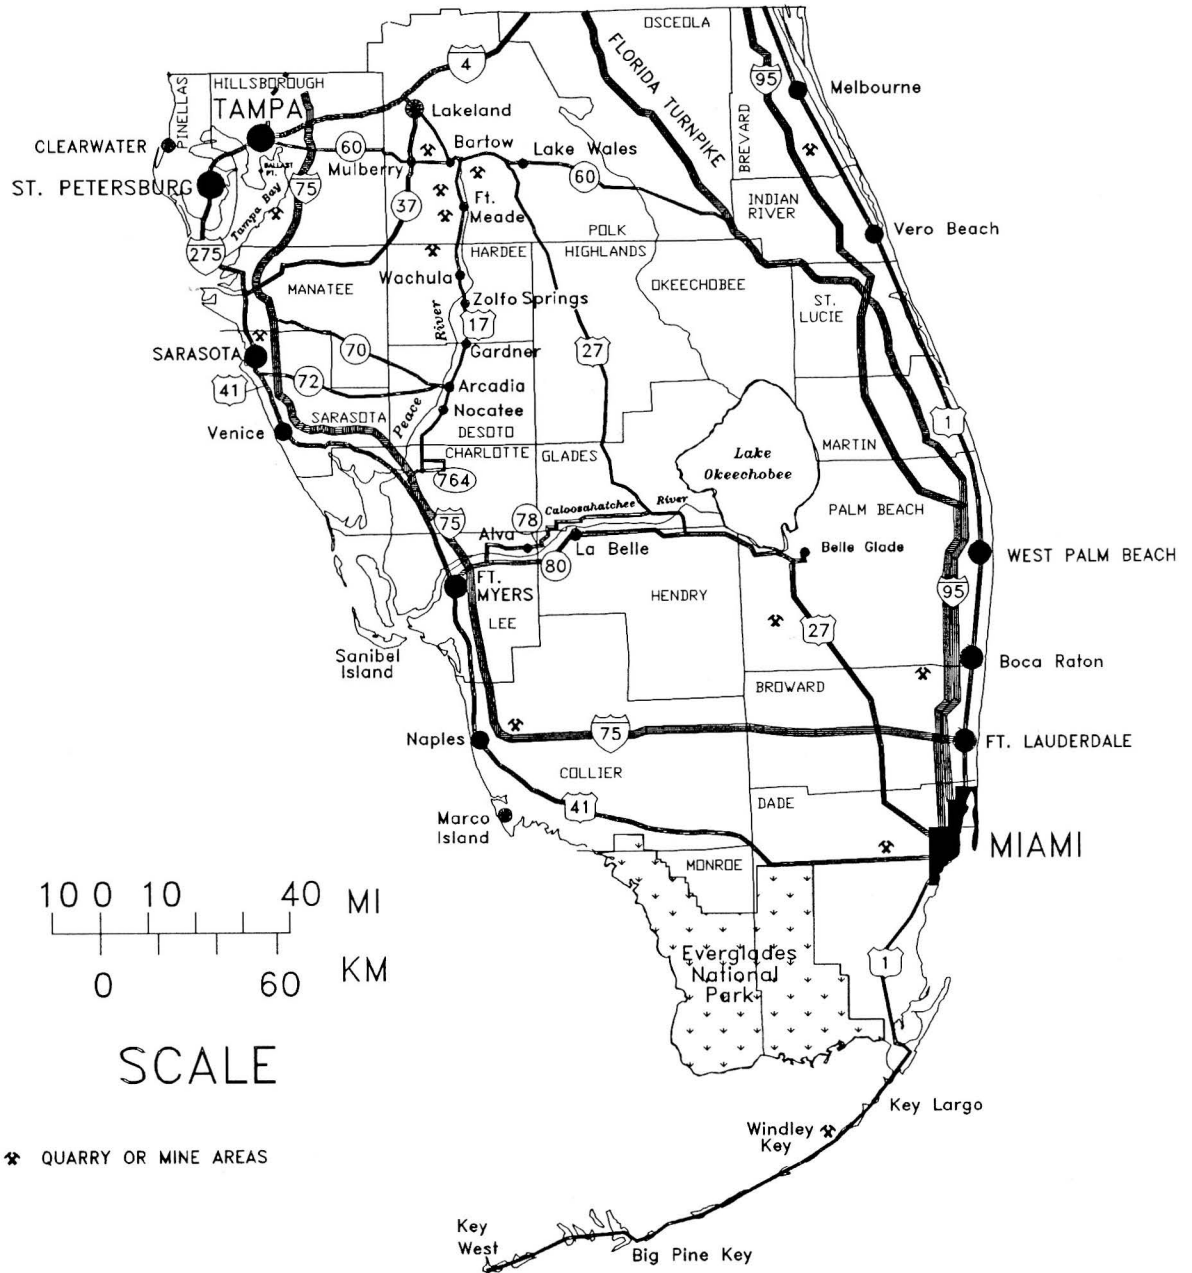 OSCEOLA
HILLSBOROUGH
PINELLAS
TAMPA
CLEARWATER
ST. PETERSBURG
BALLAST
PT.
Tampa Bay
4
FLORIDA TURNPIKE
95
Melbourne
BREVARD
Lakeland
Bartow
60
Mulberry
Lake Wales
60
75
37
Ft.
Meade
INDIAN
RIVER
Vero Beach
275
POLK
HARDEE
HIGHLANDS
OKEECHOBEE
MANATEE
Wachula
Zolfo Springs
ST.
LUCIE
River
17
SARASOTA
70
Gardner
27
41
72
Arcadia
Nocatee
SARASOTA
Peace
DESOTO
Venice
CHARLOTTE
GLADES
1
MARTIN
Lake
Okeechobee
764
75
78
Caloosahatchee
River
PALM BEACH
Alva
La Belle
Belle Glade
WEST PALM BEACH
80
FT.
MYERS
HENDRY
95
LEE
27
Sanibel
Island
Boca Raton
BROWARD
Naples
75
FT. LAUDERDALE
COLLIER
41
DADE
Marco
Island
MIAMI
MONROE
10 0 10 40 MI
0 60 KM
SCALE
Everglades
National
Park
1
Key Largo
Windley
Key
QUARRY OR MINE AREAS
Key
West
Big Pine Key